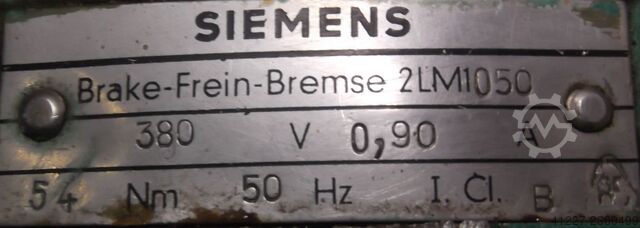 SIEMENS
Brake-Frein-Bremse 2LM1050
380 V 0,90 A
54 Nm 50 Hz I. Cl. B